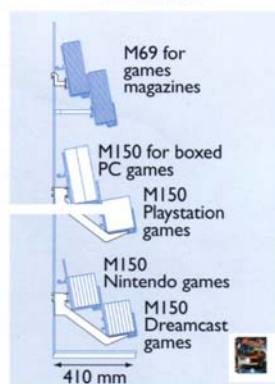 M69 for
games
magazines
M150 for boxed
PC games
M150
Playstation
games
M150
Nintendo games
M150
Dreamcast
games
410 mm